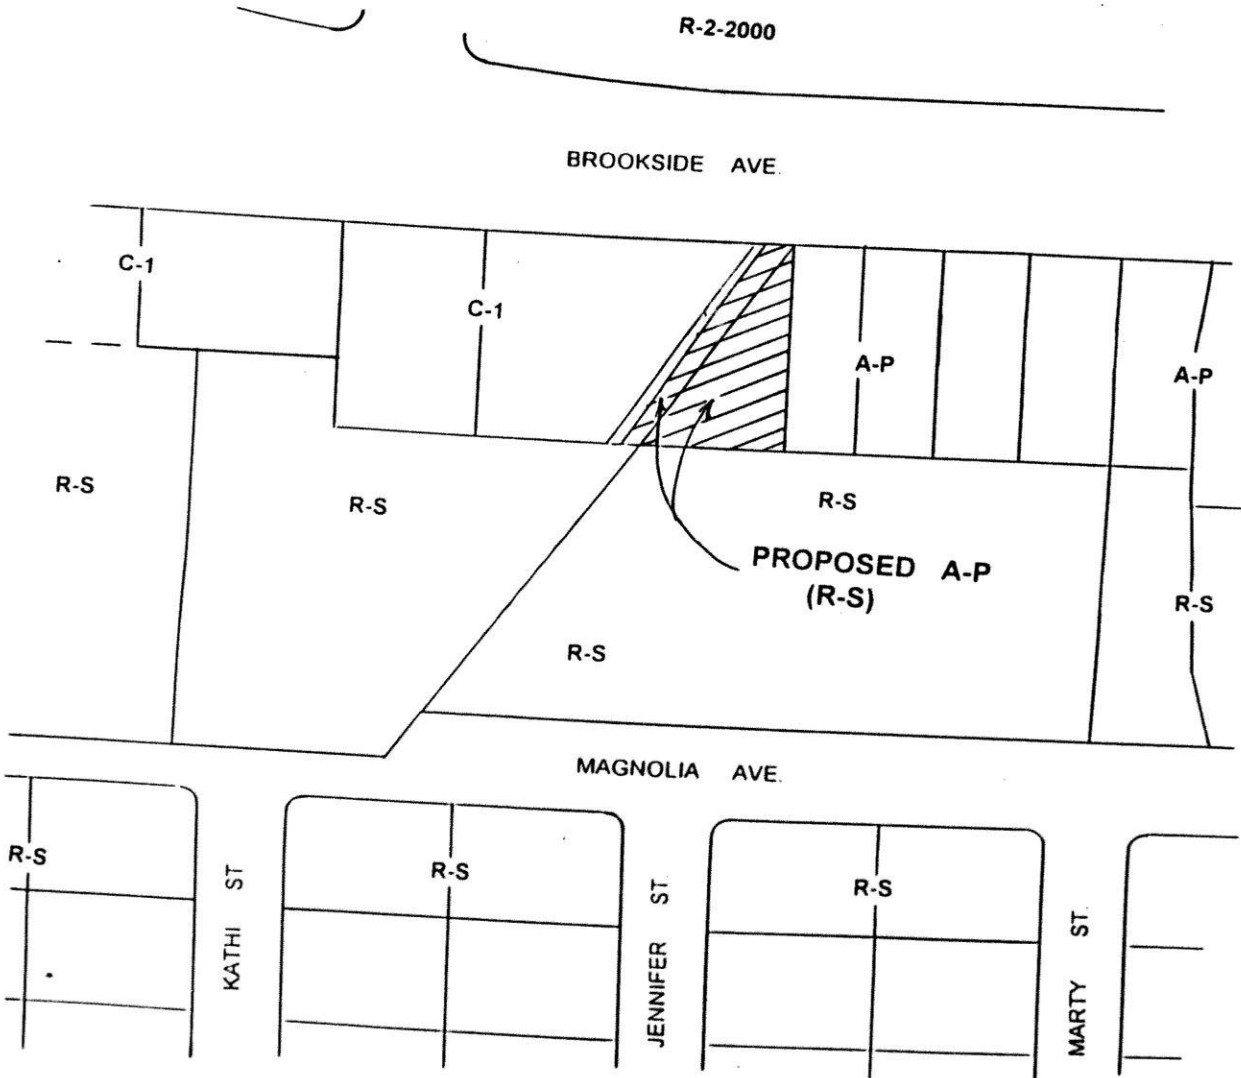 R-2-2000
BROOKSIDE AVE.
C-1
C-1
A-P
A-P
R-S
R-S
R-S
PROPOSED A-P
(R-S)
R-S
R-S
MAGNOLIA AVE.
R-S
R-S
R-S
KATHI ST
JENNIFER ST.
MARTY ST.